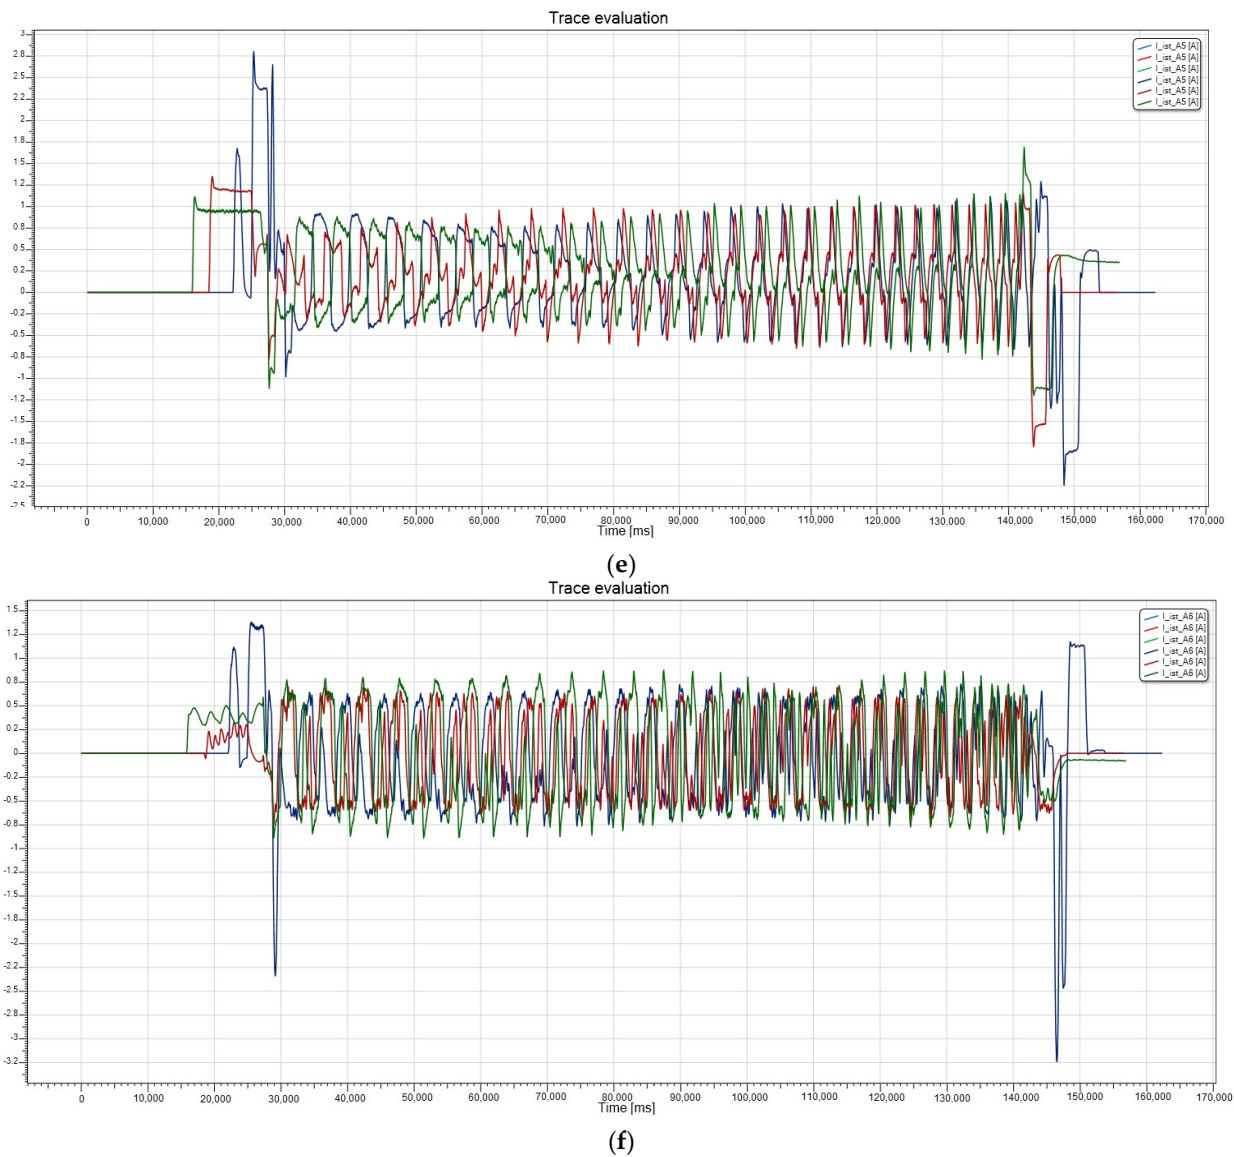 Trace evaluation
3
2.8
2.5
2.2
2
1.8
1.5
1.2
1
0.8
0.5
0.2
0
-0.2
-0.5
-0.8
-1
-1.2
-1.5
-1.8
-2
-2.2
-2.5
I_ist_A5 [A]
I_ist_A5 [A]
I_ist_A5 [A]
I_ist_A5 [A]
I_ist_A5 [A]
I_ist_A5 [A]
0 10,000 20,000 30,000 40,000 50,000 60,000 70,000 80,000 90,000 100,000 110,000 120,000 130,000 140,000 150,000 160,000 170,000
Time [ms]
(e)
Trace evaluation
1.5
1.2
1
0.8
0.5
0.2
0
-0.2
-0.5
-0.8
-1
-1.2
-1.5
-1.8
-2
-2.2
-2.5
-2.8
-3
-3.2
I_ist_A6 [A]
I_ist_A6 [A]
I_ist_A6 [A]
I_ist_A6 [A]
I_ist_A6 [A]
I_ist_A6 [A]
0 10,000 20,000 30,000 40,000 50,000 60,000 70,000 80,000 90,000 100,000 110,000 120,000 130,000 140,000 150,000 160,000 170,000
Time [ms]
(f)